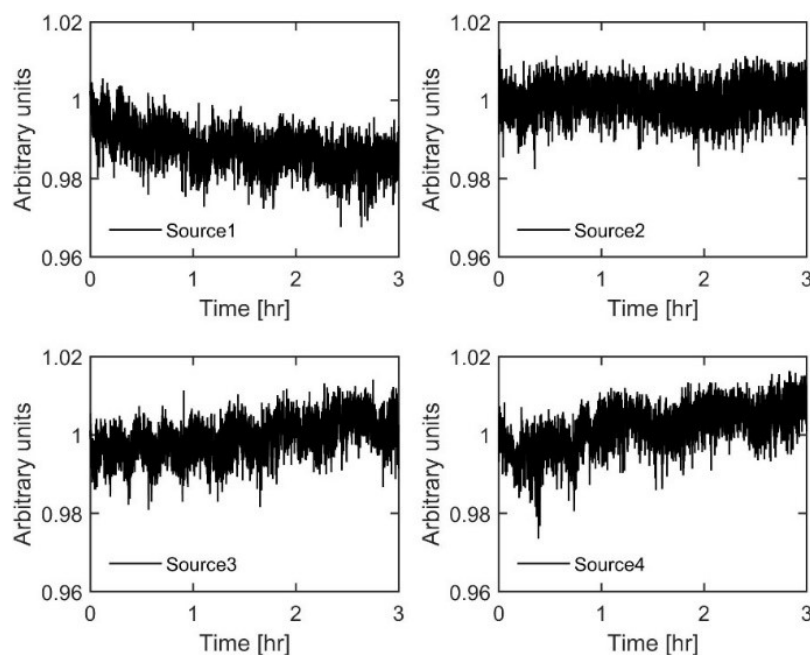 1.02
1
0.98
0.96
Arbitrary units
Source1
0 1 2 3
Time [hr]
1.02
1
0.98
0.96
Arbitrary units
Source2
0 1 2 3
Time [hr]
1.02
1
0.98
0.96
Arbitrary units
Source3
0 1 2 3
Time [hr]
1.02
1
0.98
0.96
Arbitrary units
Source4
0 1 2 3
Time [hr]